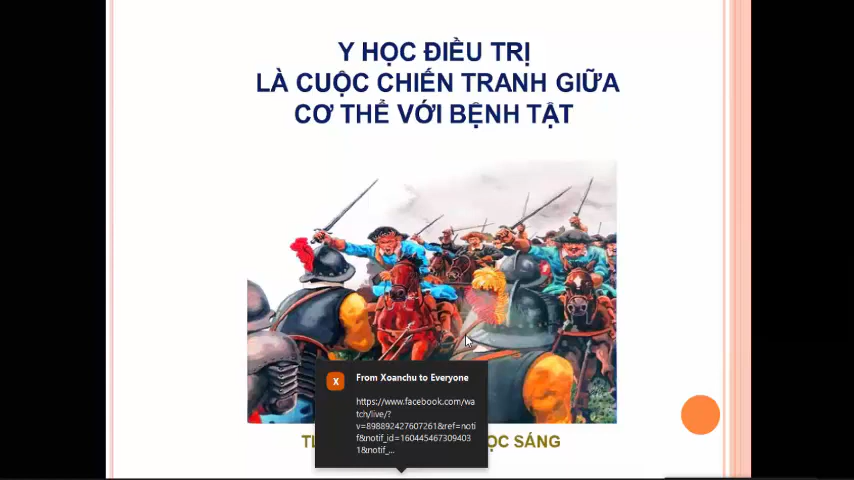 Y HỌC ĐIỀU TRỊ
LÀ CUỘC CHIẾN TRANH GIỮA
CƠ THỂ VỚI BỆNH TẬT
X
From Xoanchu to Everyone
https://www.facebook.com/wa
tch/live/?
v=898892427607261&ref=noti
f&notif_id=160445467309403
1&notif_...
SÁNG